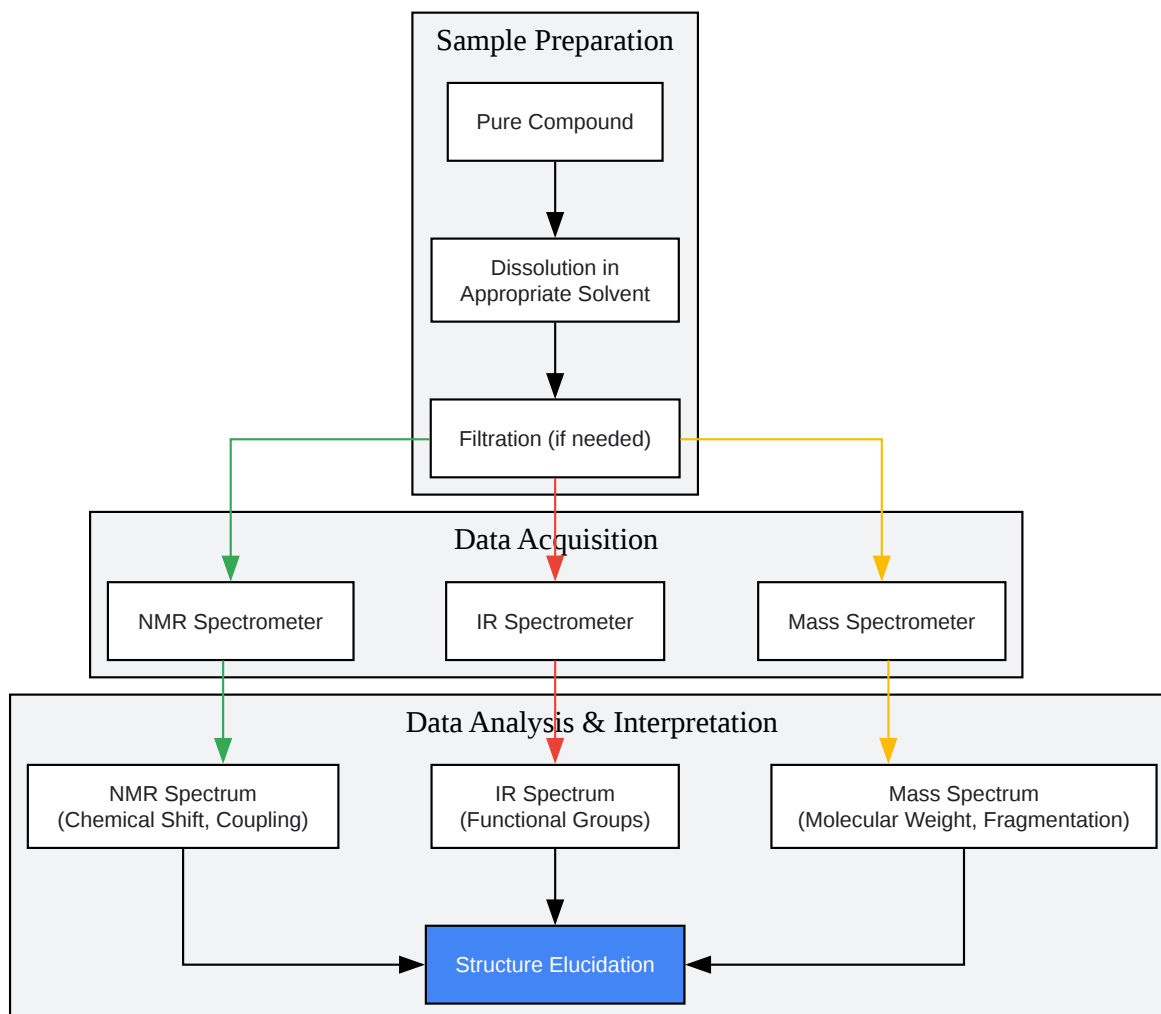 Sample Preparation
Pure Compound
Dissolution in
Appropriate Solvent
Filtration (if needed)
Data Acquisition
NMR Spectrometer
IR Spectrometer
Mass Spectrometer
Data Analysis & Interpretation
NMR Spectrum
(Chemical Shift, Coupling)
IR Spectrum
(Functional Groups)
Mass Spectrum
(Molecular Weight, Fragmentation)
Structure Elucidation